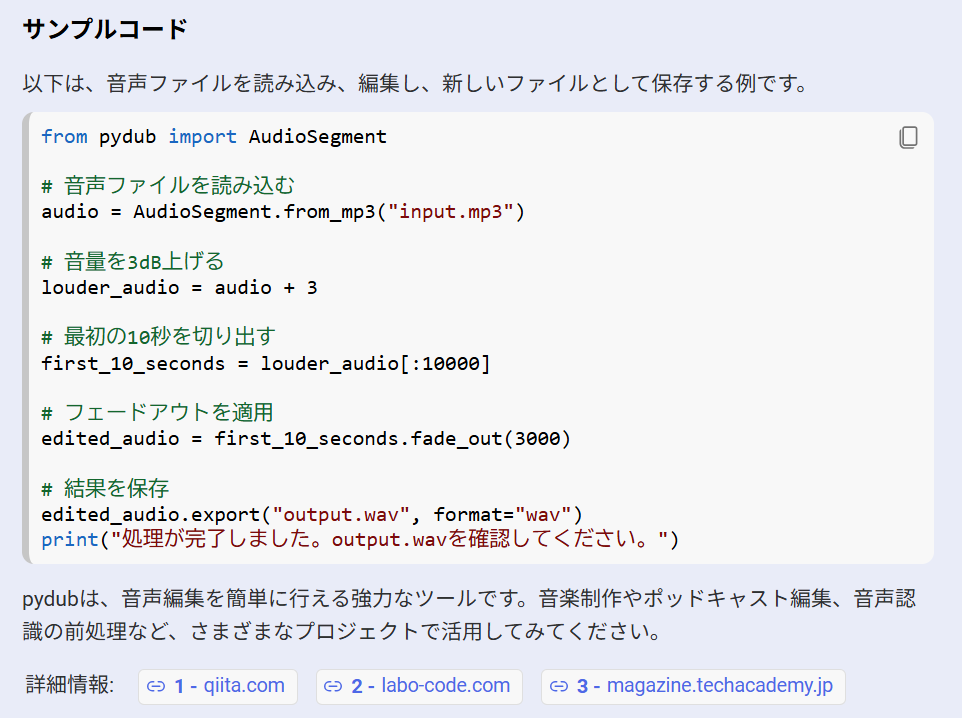 サンプルコード
以下は、音声ファイルを読み込み、編集し、新しいファイルとして保存する例です。
from pydub import AudioSegment
# 音声ファイルを読み込む
audio = AudioSegment.from_mp3("input.mp3")
# 音量を3dB上げる
louder_audio = audio + 3
# 最初の10秒を切り出す
first_10_seconds = louder_audio[:10000]
# フェードアウトを適用
edited_audio = first_10_seconds.fade_out(3000)
# 結果を保存
edited_audio.export("output.wav", format="wav")
print("処理が完了しました。output.wavを確認してください。")
pydubは、音声編集を簡単に行える強力なツールです。音楽制作やポッドキャスト編集、音声認
識の前処理など、さまざまなプロジェクトで活用してみてください。
詳細情報: 1 - qiita.com 2 - labo-code.com 3 - magazine.techacademy.jp